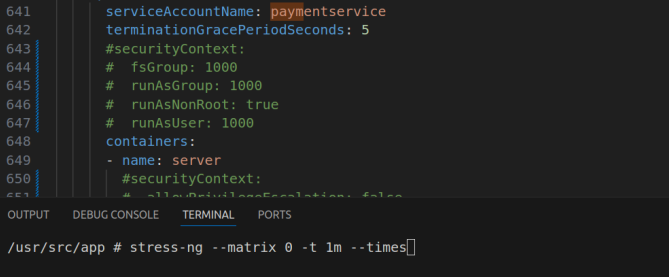 641 serviceAccountName: paymentservice
642 terminationGracePeriodSeconds: 5
643 #securityContext:
644 #  fsGroup: 1000
645 #  runAsGroup: 1000
646 #  runAsNonRoot: true
647 #  runAsUser: 1000
648 containers:
649 - name: server
650   #securityContext:
651   #  allowPrivilegeEscalation: false
OUTPUT DEBUG CONSOLE TERMINAL PORTS
/usr/src/app # stress-ng --matrix 0 -t 1m --times